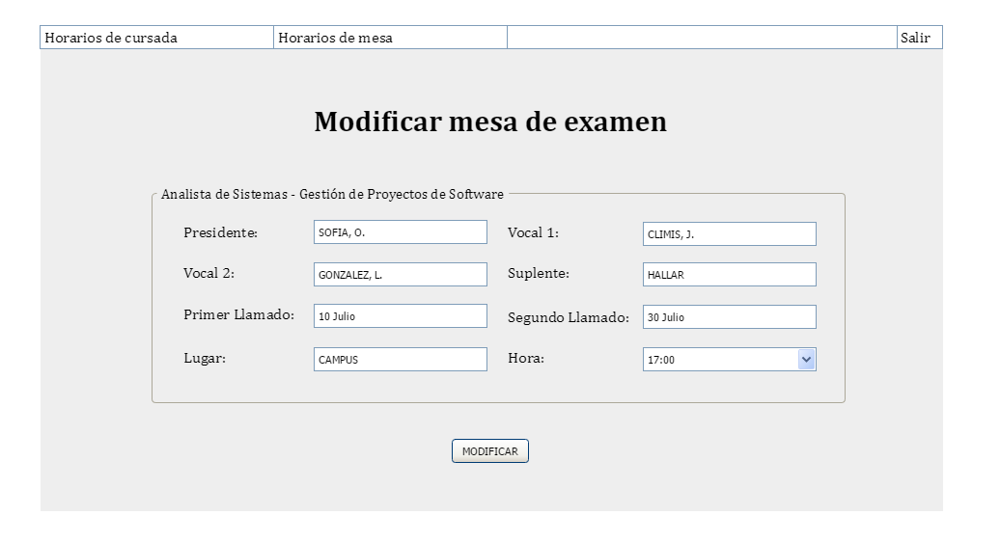 Horarios de cursada Horarios de mesa Salir
Modificar mesa de examen
Analista de Sistemas - Gestión de Proyectos de Software
Presidente: SOFIA, O. Vocal 1: CLIMIS, J.
Vocal 2: GONZALEZ, L. Suplente: HALLAR
Primer Llamado: 10 Julio Segundo Llamado: 30 Julio
Lugar: CAMPUS Hora: 17:00
MODIFICAR